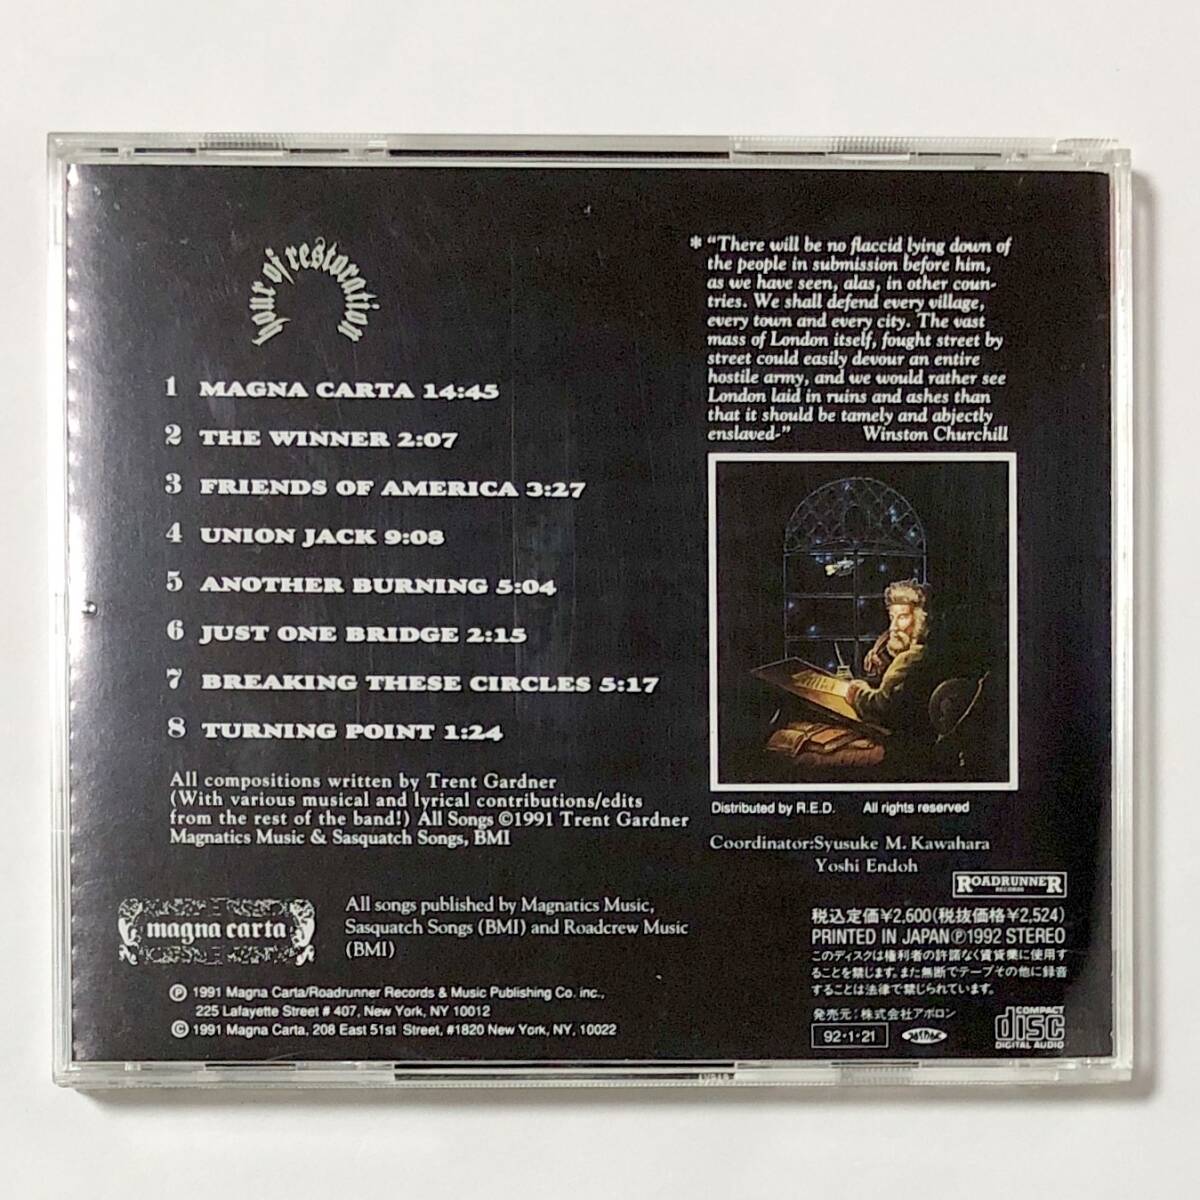 hour of restoration
1 MAGNA CARTA 14:45
2 THE WINNER 2:07
3 FRIENDS OF AMERICA 3:27
4 UNION JACK 9:08
5 ANOTHER BURNING 5:04
6 JUST ONE BRIDGE 2:15
7 BREAKING THESE CIRCLES 5:17
8 TURNING POINT 1:24
All compositions written by Trent Gardner
(With various musical and lyrical contributions/edits
from the rest of the band!) All Songs ©1991 Trent Gardner
Magnatics Music & Sasquatch Songs, BMI
* “There will be no flaccid lying down of
the people in submission before him,
as we have seen, alas, in other coun-
tries. We shall defend every village,
every town and every city. The vast
mass of London itself, fought street by
street could easily devour an entire
hostile army, and we would rather see
London laid in ruins and ashes than
that it should be tamely and abjectly
enslaved-” Winston Churchill
Distributed by R.E.D. All rights reserved
Coordinator:Syusuke M. Kawahara
Yoshi Endoh
magna carta
All songs published by Magnatics Music,
Sasquatch Songs (BMI) and Roadcrew Music
(BMI)
℗ 1991 Magna Carta/Roadrunner Records & Music Publishing Co. inc.,
225 Lafayette Street # 407, New York, NY 10012
© 1991 Magna Carta, 208 East 51st Street, #1820 New York, NY, 10022
ROADRUNNER
RECORDS
税込定価¥2,600(税抜価格¥2,524)
PRINTED IN JAPAN℗1992 STEREO
このディスクは権利者の許諾なく賃貸業に使用す
ることを禁じます。また無断でテープその他に録音
することは法律で禁じられています。
発売元:株式会社アポロン
92・1・21
COMPACT
disc
DIGITAL AUDIO